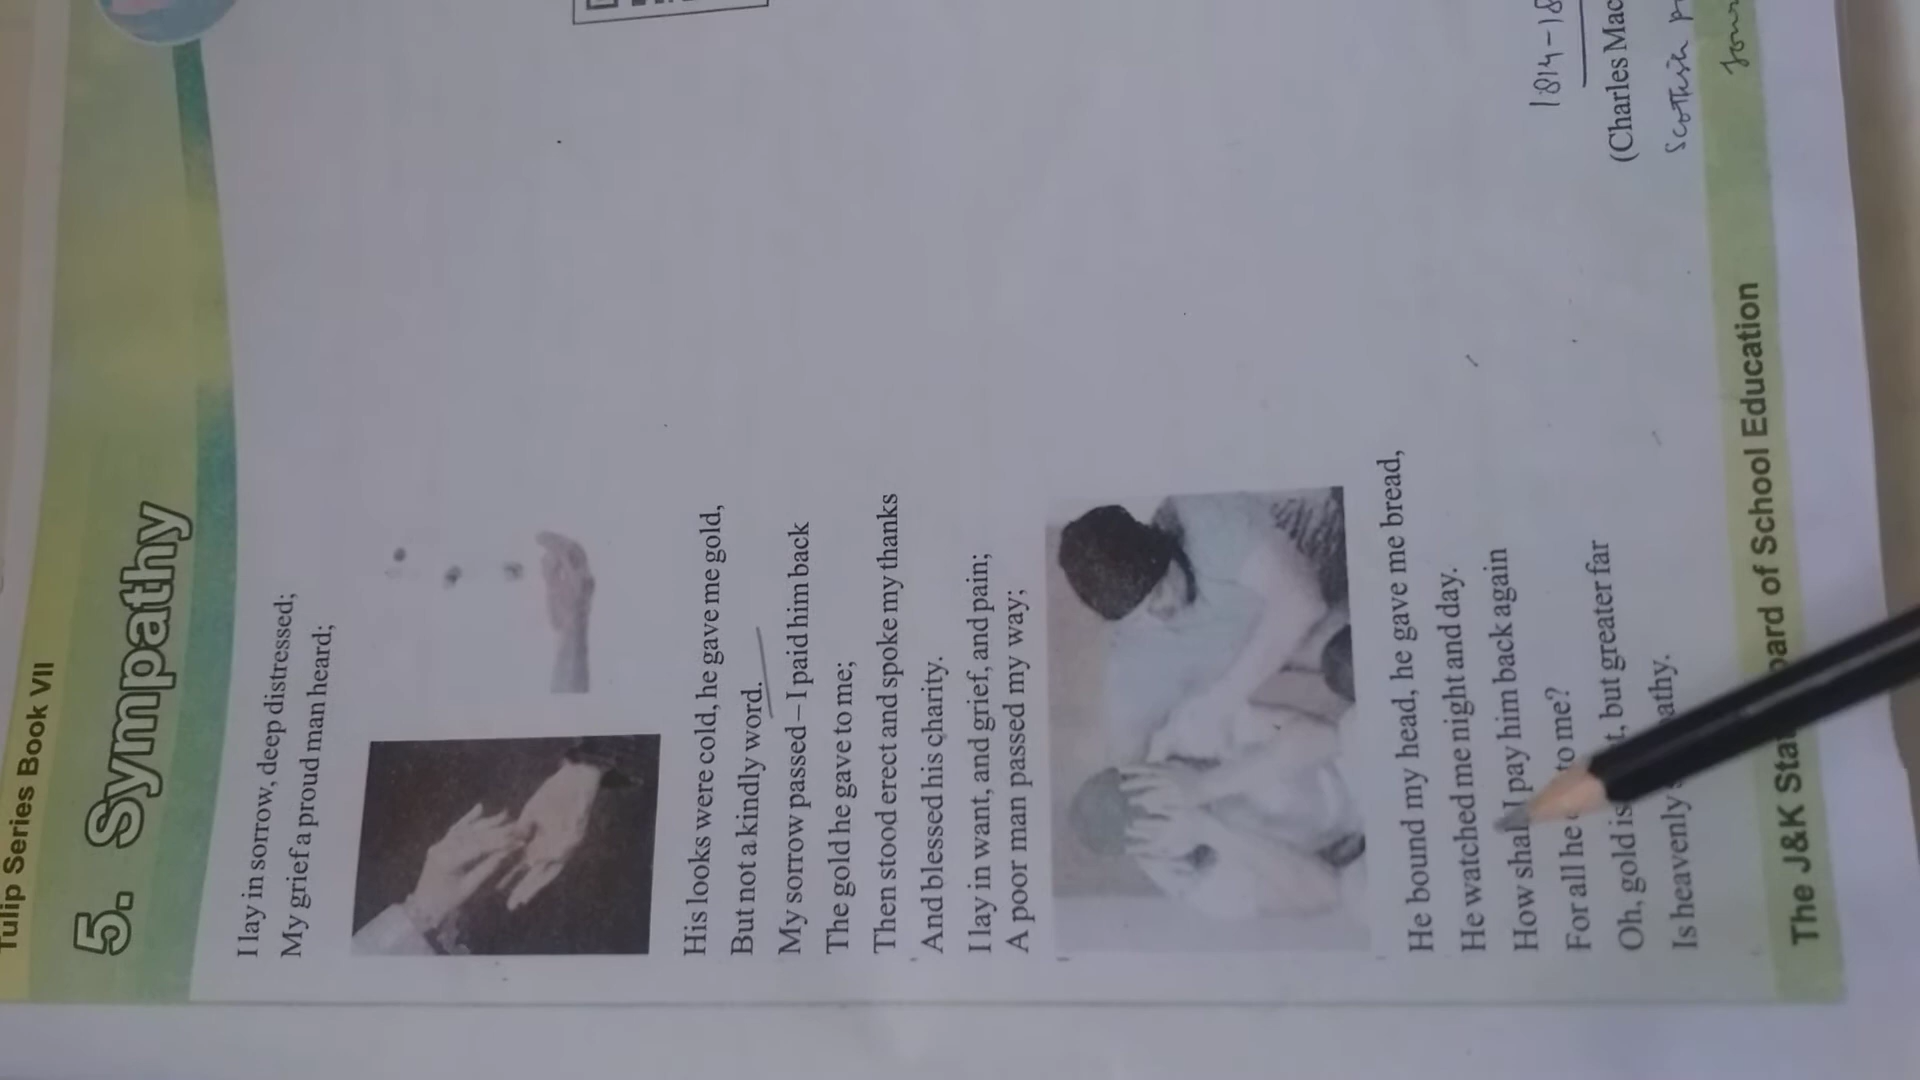 Tulip Series Book VII
5. Sympathy
I lay in sorrow, deep distressed;
My grief a proud man heard;
His looks were cold, he gave me gold,
But not a kindly word.
My sorrow passed – I paid him back
The gold he gave to me;
Then stood erect and spoke my thanks
And blessed his charity.
I lay in want, and grief, and pain;
A poor man passed my way;
He bound my head, he gave me bread,
He watched me night and day.
How shall I pay him back again
For all he to me?
Oh, gold is but greater far
Is heavenly
1814-18
(Charles Mac
Scottish
The J&K State Board of School Education